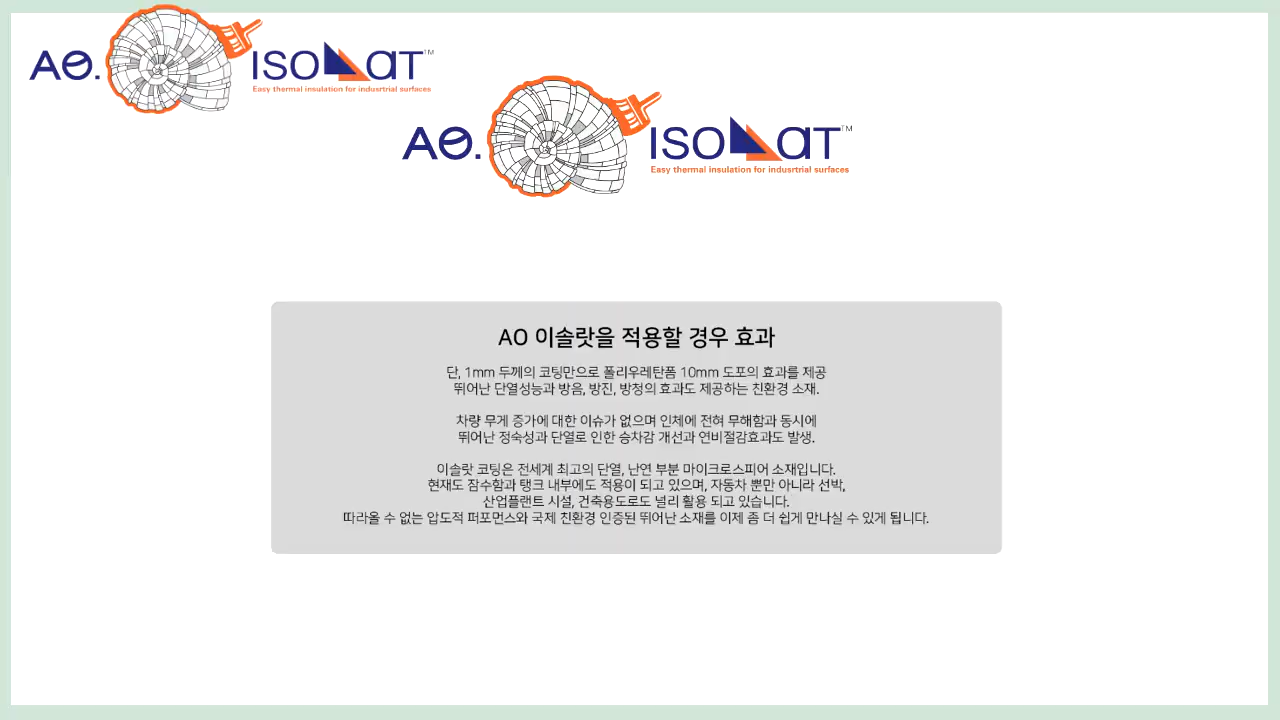 AO.
ISOLAT™
Easy thermal insulation for indusrtrial surfaces
AO.
ISOLAT™
Easy thermal insulation for indusrtrial surfaces
AO 이솔랏을 적용할 경우 효과
단, 1mm 두께의 코팅만으로 폴리우레탄폼 10mm 도포의 효과를 제공
뛰어난 단열성능과 방음, 방진, 방청의 효과도 제공하는 친환경 소재.
차량 무게 증가에 대한 이슈가 없으며 인체에 전혀 무해함과 동시에
뛰어난 정숙성과 단열로 인한 승차감 개선과 연비절감효과도 발생.
이솔랏 코팅은 전세계 최고의 단열, 난연 부분 마이크로스피어 소재입니다.
현재도 잠수함과 탱크 내부에도 적용이 되고 있으며, 자동차 뿐만 아니라 선박,
산업플랜트 시설, 건축용도로도 널리 활용 되고 있습니다.
따라올 수 없는 압도적 퍼포먼스와 국제 친환경 인증된 뛰어난 소재를 이제 좀 더 쉽게 만나실 수 있게 됩니다.